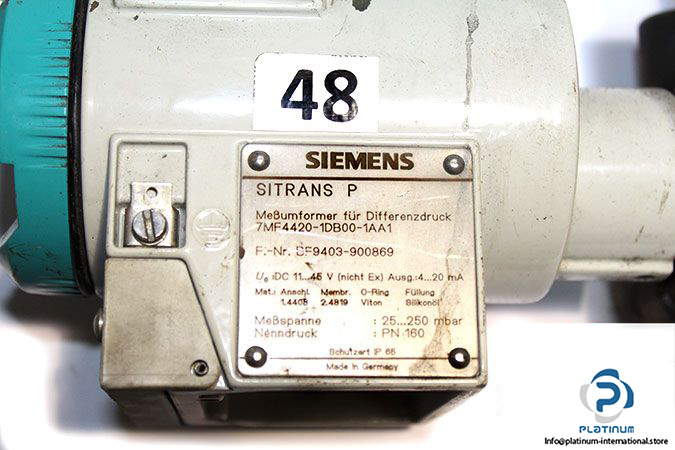 48
SIEMENS
SITRANS P
Meßumformer für Differenzdruck
7MF4420-1DB00-1AA1
F.-Nr. BF9403-900869
Uₑ :DC 11...45 V (nicht Ex) Ausg.:4...20 mA
Mat.: Anschl. Membr. O-Ring Füllung
1.4408 2.4819 Viton Silikonöl
Meßspanne : 25...250 mbar
Nenndruck : PN 160
Schutzart IP 65
Made in Germany
PLATINUM
Info@platinum-international.store